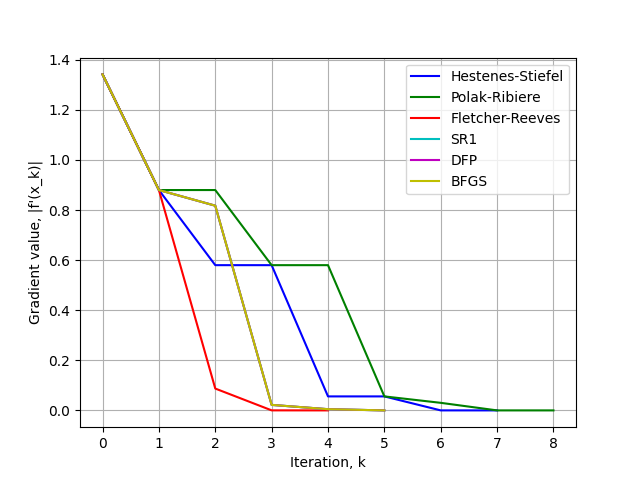 1.4
1.2
1.0
0.8
0.6
0.4
0.2
0.0
Gradient value, |f'(x_k)|
Hestenes-Stiefel
Polak-Ribiere
Fletcher-Reeves
SR1
DFP
BFGS
0 1 2 3 4 5 6 7 8
Iteration, k